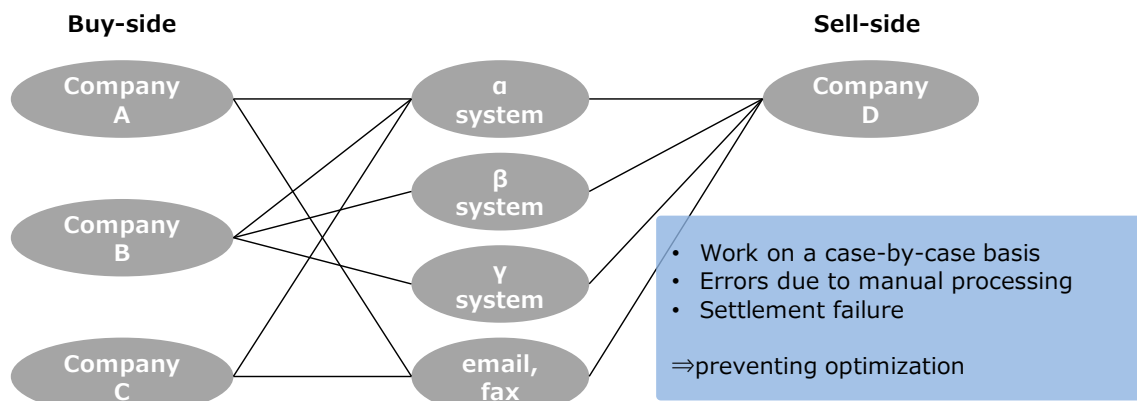 Buy-side
Sell-side
Company
A
α
system
Company
D
β
system
Company
B
γ
system
• Work on a case-by-case basis
• Errors due to manual processing
• Settlement failure
⇒preventing optimization
Company
C
email,
fax